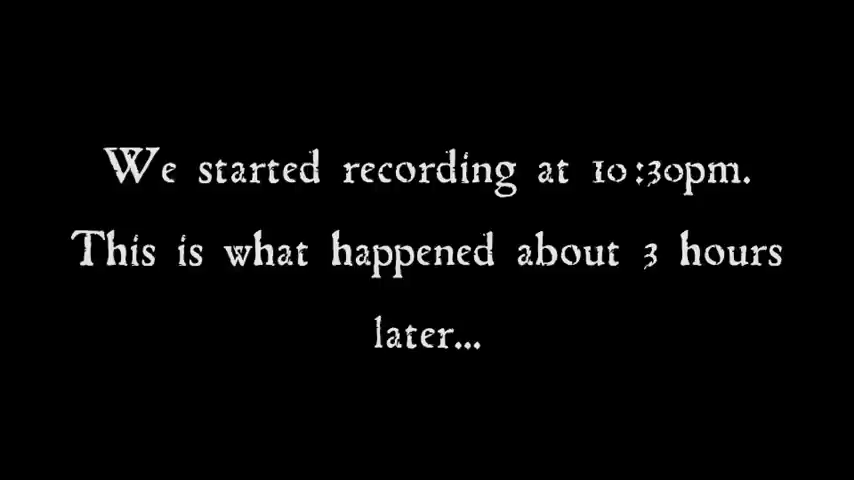 We started recording at 10:30pm.
This is what happened about 3 hours
later...